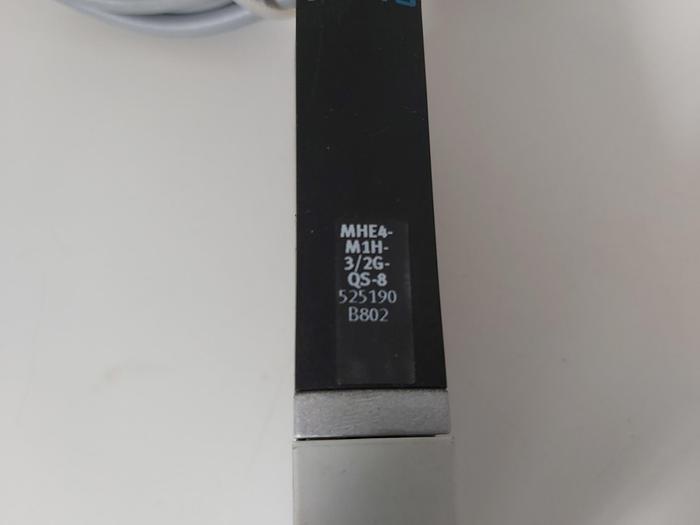 MHE4-
M1H-
3/2G-
QS-8
525190
B802